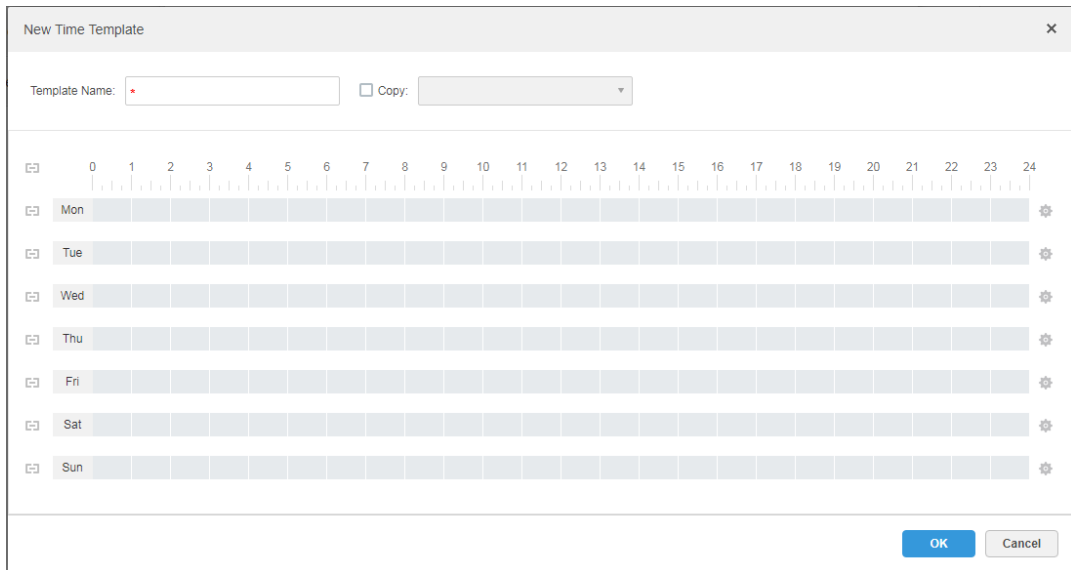 New Time Template
Template Name: * Copy:
0 1 2 3 4 5 6 7 8 9 10 11 12 13 14 15 16 17 18 19 20 21 22 23 24
Mon
Tue
Wed
Thu
Fri
Sat
Sun
OK Cancel